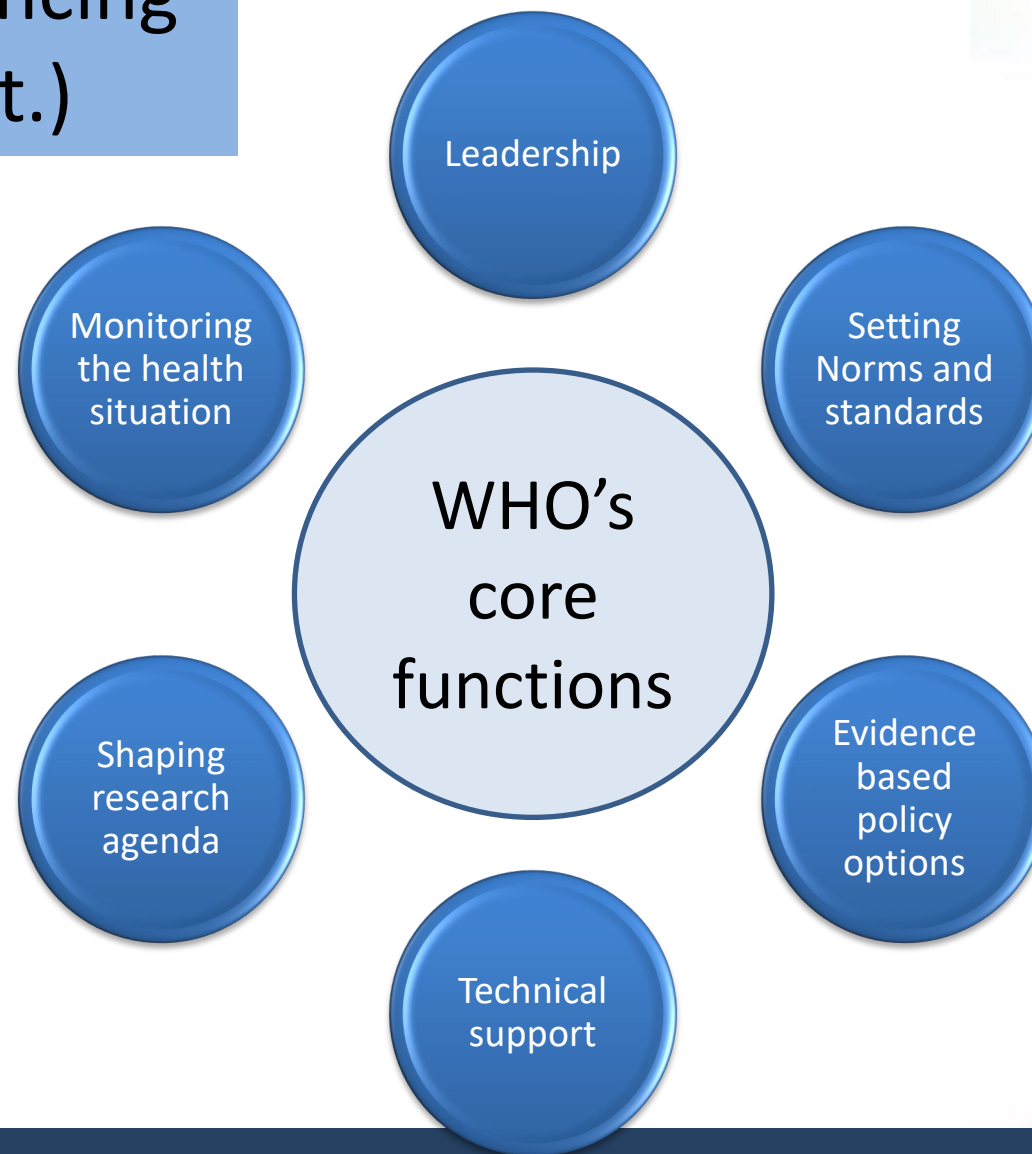 t.)
Leadership
Monitoring
the health
situation
Setting
Norms and
standards
WHO’s
core
functions
Shaping
research
agenda
Evidence
based
policy
options
Technical
support